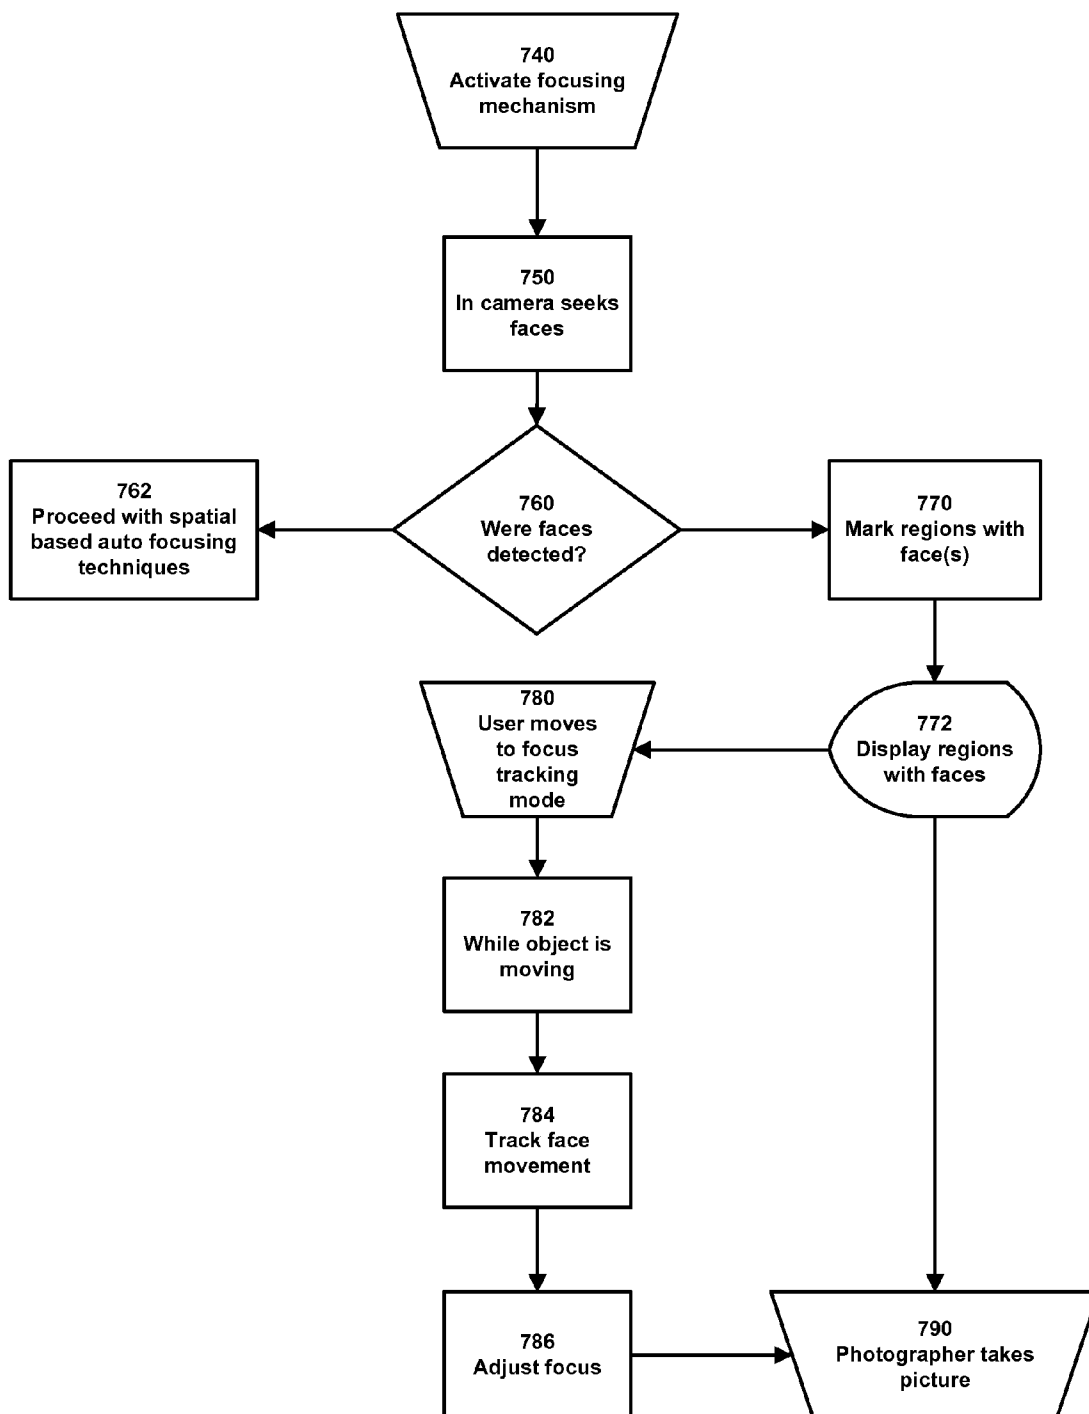 740
Activate focusing
mechanism
750
In camera seeks
faces
762
Proceed with spatial
based auto focusing
techniques
760
Were faces
detected?
770
Mark regions with
face(s)
780
User moves
to focus
tracking
mode
772
Display regions
with faces
782
While object is
moving
784
Track face
movement
786
Adjust focus
790
Photographer takes
picture